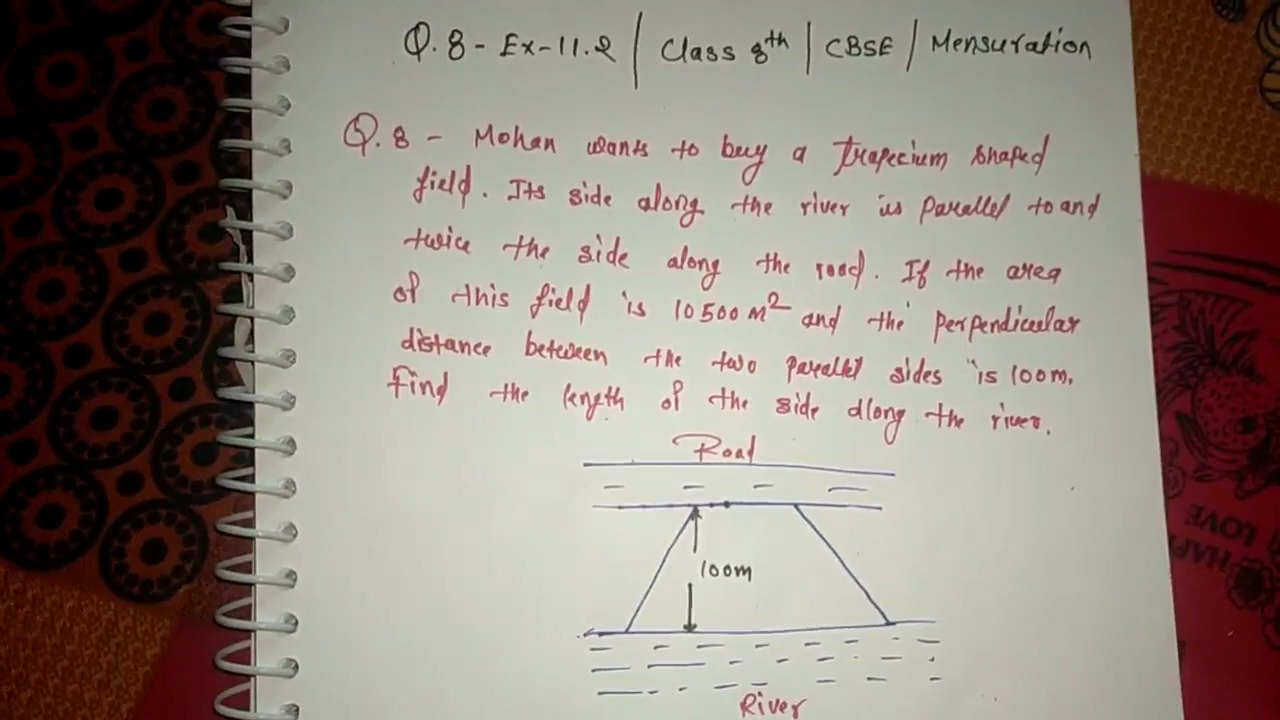 Q.8 - Ex-11.2 | Class 8th | CBSE | Mensuration
Q.8 - Mohan wants to buy a trapecium shaped
field. Its side along the river is parallel to and
twice the side along the road. If the area
of this field is 10500 m² and the perpendicular
distance between the two parallel sides is 100m.
Find the length of the side along the river.
Road
100m
River
LOVE
HAPP